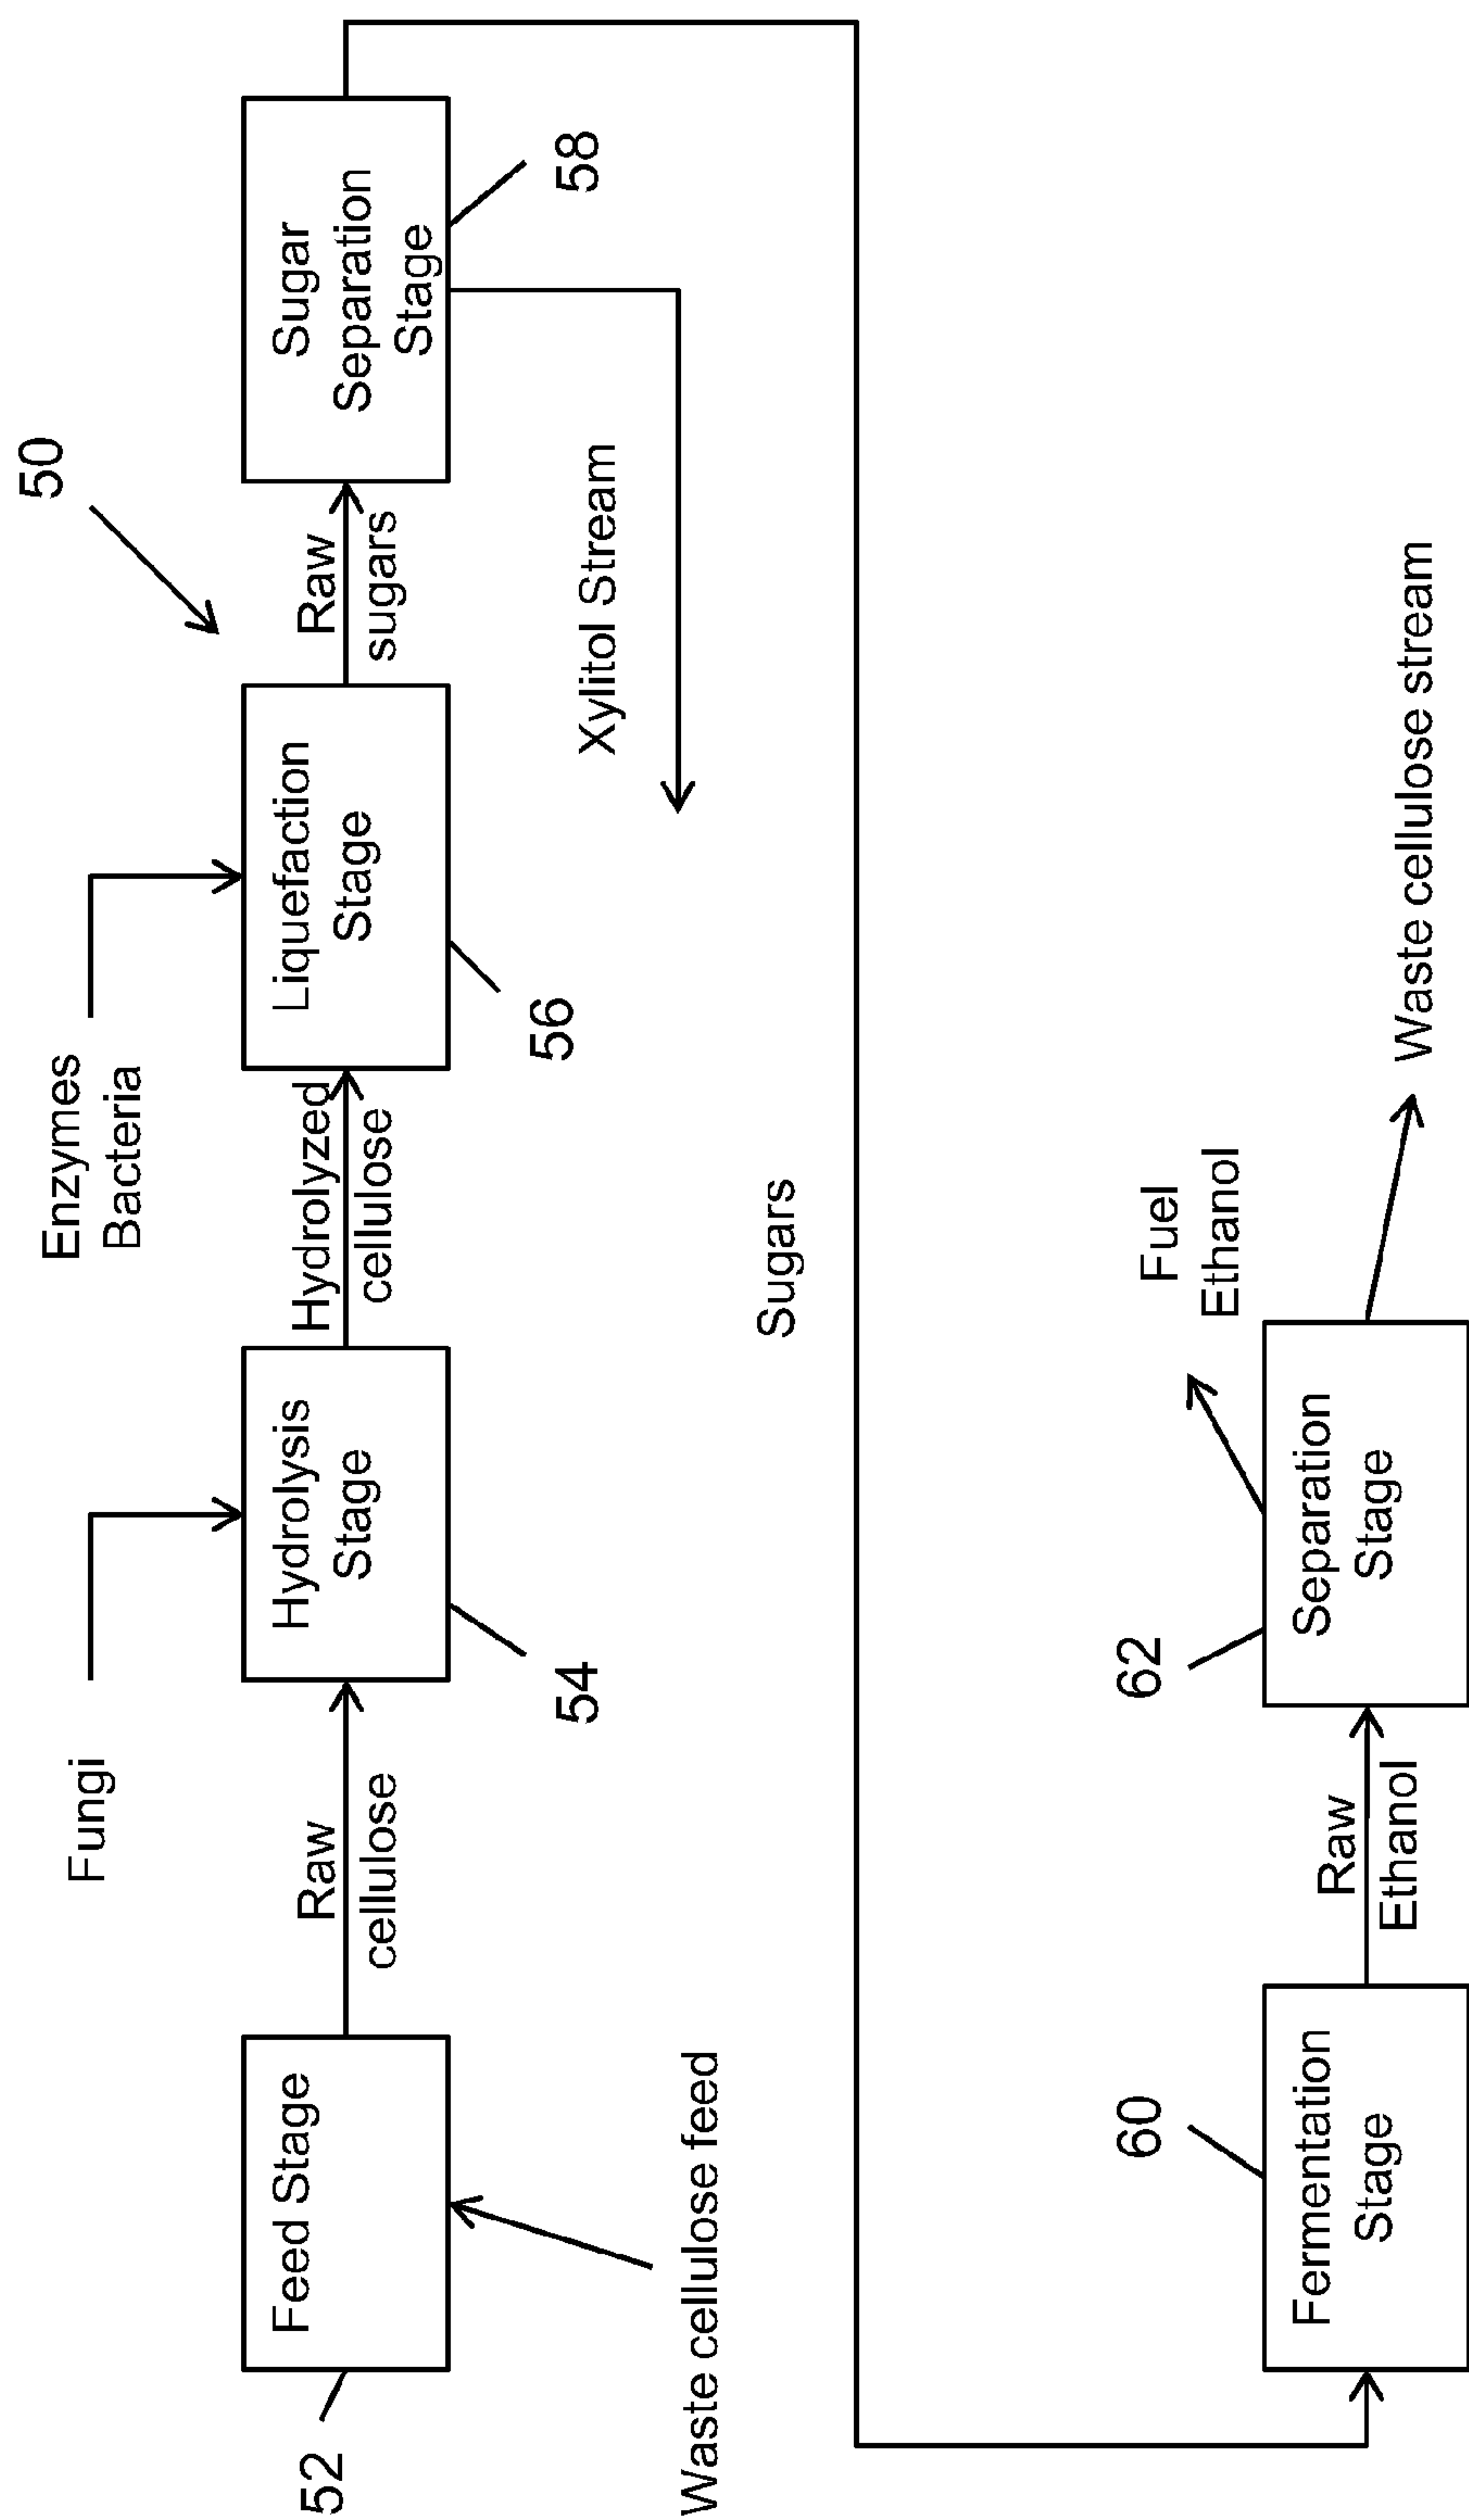 50
Fungi
Enzymes
Bacteria
Feed Stage
Raw
cellulose
Hydrolysis
Stage
Hydrolyzed
cellulose
Liquefaction
Stage
Raw
sugars
Sugar
Separation
Stage
52
54
56
58
Waste cellulose feed
Xylitol Stream
Sugars
60
62
Fuel
Ethanol
Fermentation
Stage
Raw
Ethanol
Separation
Stage
Waste cellulose stream